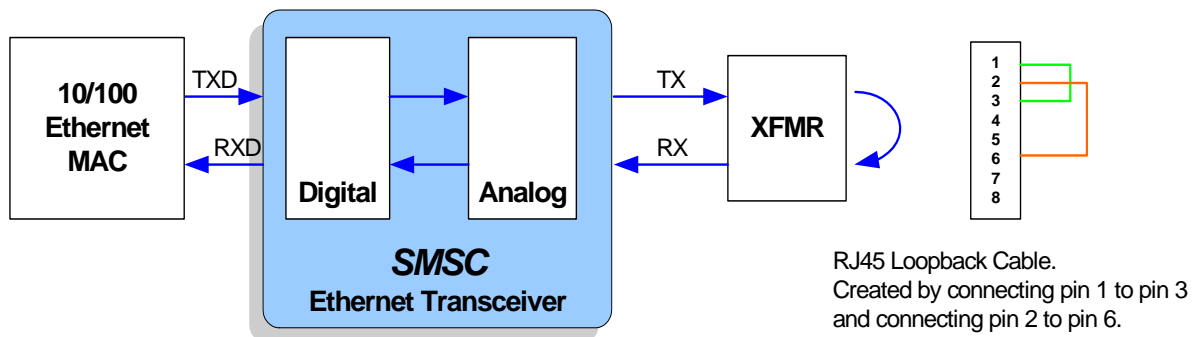 10/100
Ethernet
MAC
TXD
RXD
Digital
Analog
SMSC
Ethernet Transceiver
TX
RX
XFMR
1
2
3
4
5
6
7
8
RJ45 Loopback Cable.
Created by connecting pin 1 to pin 3
and connecting pin 2 to pin 6.